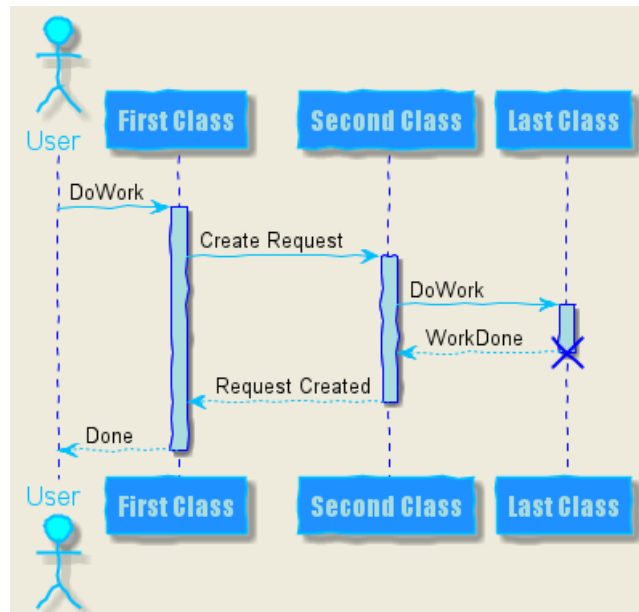 User
First Class
Second Class
Last Class
DoWork
Create Request
DoWork
WorkDone
Request Created
Done
User
First Class
Second Class
Last Class